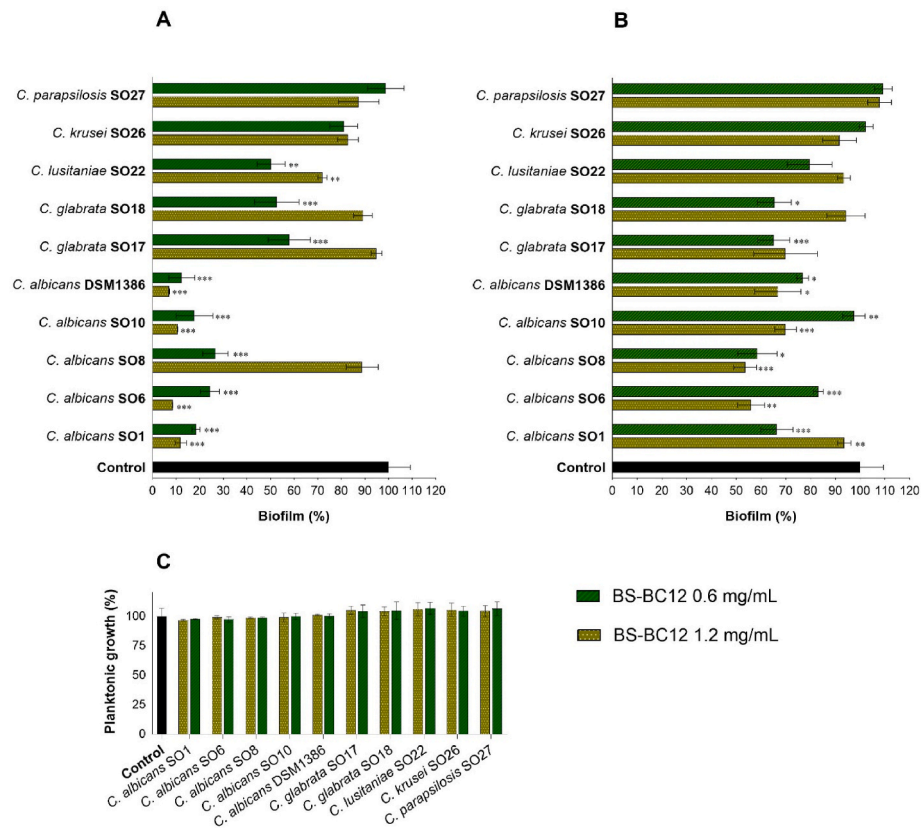 A
C. parapsilosis SO27
C. krusei SO26
C. lusitaniae SO22
**
**
C. glabrata SO18
***
C. glabrata SO17
***
C. albicans DSM1386
***
***
C. albicans SO10
***
***
C. albicans SO8
***
C. albicans SO6
***
***
C. albicans SO1
***
***
Control
0 10 20 30 40 50 60 70 80 90 100 110 120
Biofilm (%)
B
C. parapsilosis SO27
C. krusei SO26
C. lusitaniae SO22
C. glabrata SO18
*
C. glabrata SO17
***
C. albicans DSM1386
*
*
C. albicans SO10
**
***
C. albicans SO8
*
***
C. albicans SO6
***
**
C. albicans SO1
***
**
Control
0 10 20 30 40 50 60 70 80 90 100 110 120
Biofilm (%)
C
Planktonic growth (%)
100
75
50
25
0
Control
C. albicans SO1
C. albicans SO6
C. albicans SO8
C. albicans SO10
C. albicans DSM1386
C. glabrata SO17
C. glabrata SO18
C. lusitaniae SO22
C. krusei SO26
C. parapsilosis SO27
BS-BC12 0.6 mg/mL
BS-BC12 1.2 mg/mL